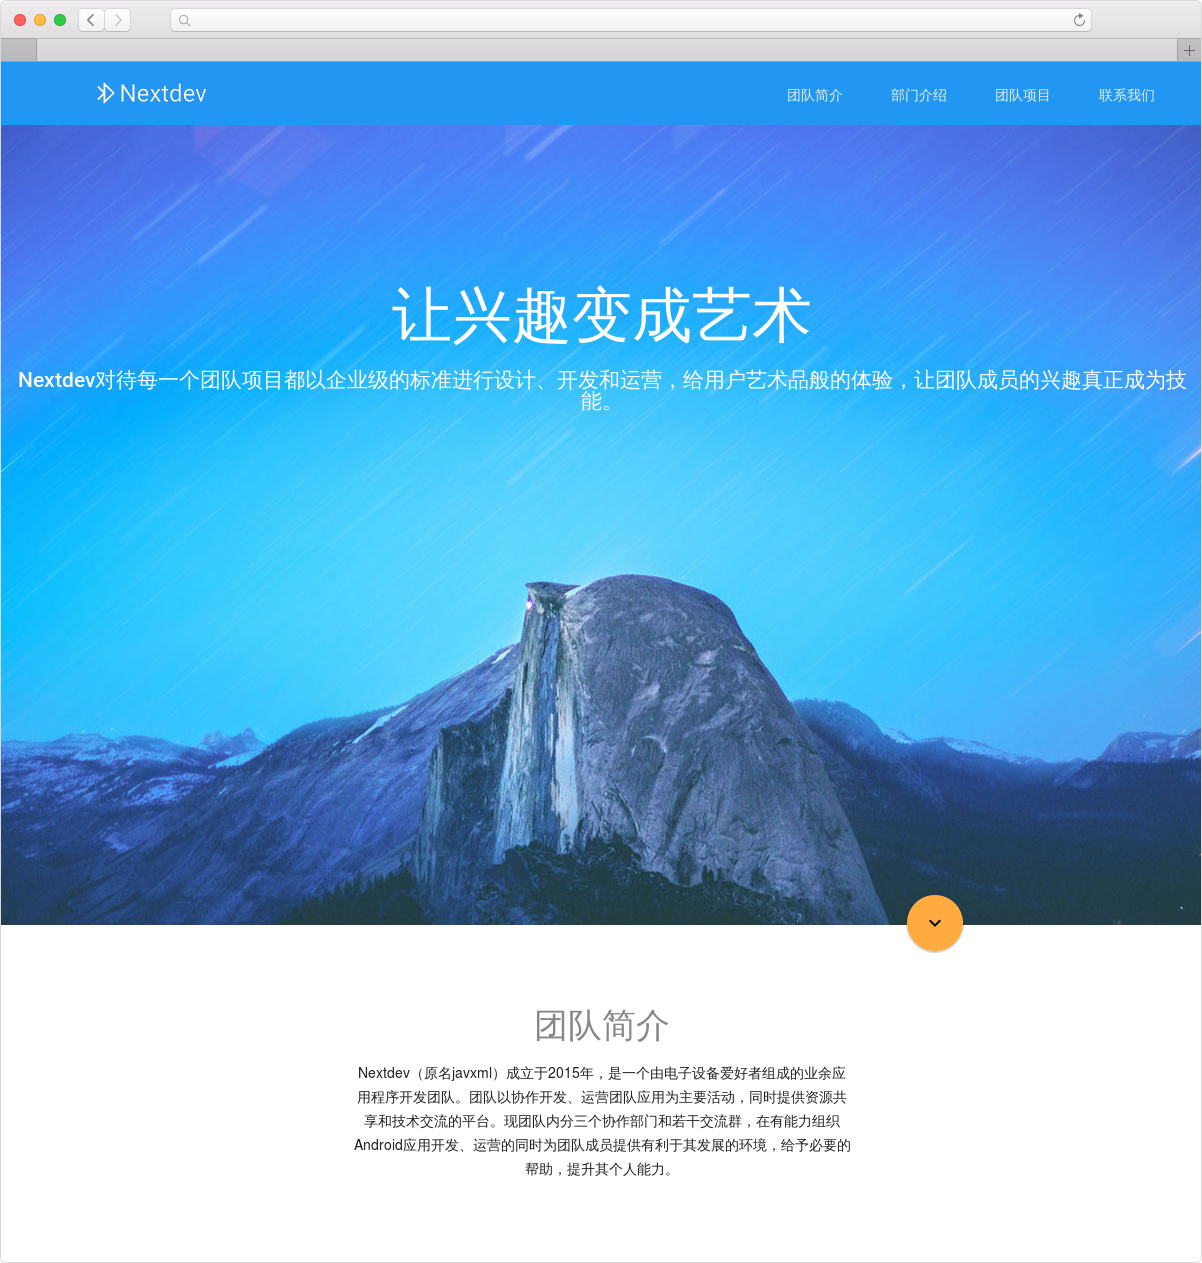 Nextdev
团队简介
部门介绍
团队项目
联系我们
让兴趣变成艺术
Nextdev对待每一个团队项目都以企业级的标准进行设计、开发和运营，给用户艺术品般的体验，让团队成员的兴趣真正成为技
能。
团队简介
Nextdev（原名javxml）成立于2015年，是一个由电子设备爱好者组成的业余应
用程序开发团队。团队以协作开发、运营团队应用为主要活动，同时提供资源共
享和技术交流的平台。现团队内分三个协作部门和若干交流群，在有能力组织
Android应用开发、运营的同时为团队成员提供有利于其发展的环境，给予必要的
帮助，提升其个人能力。